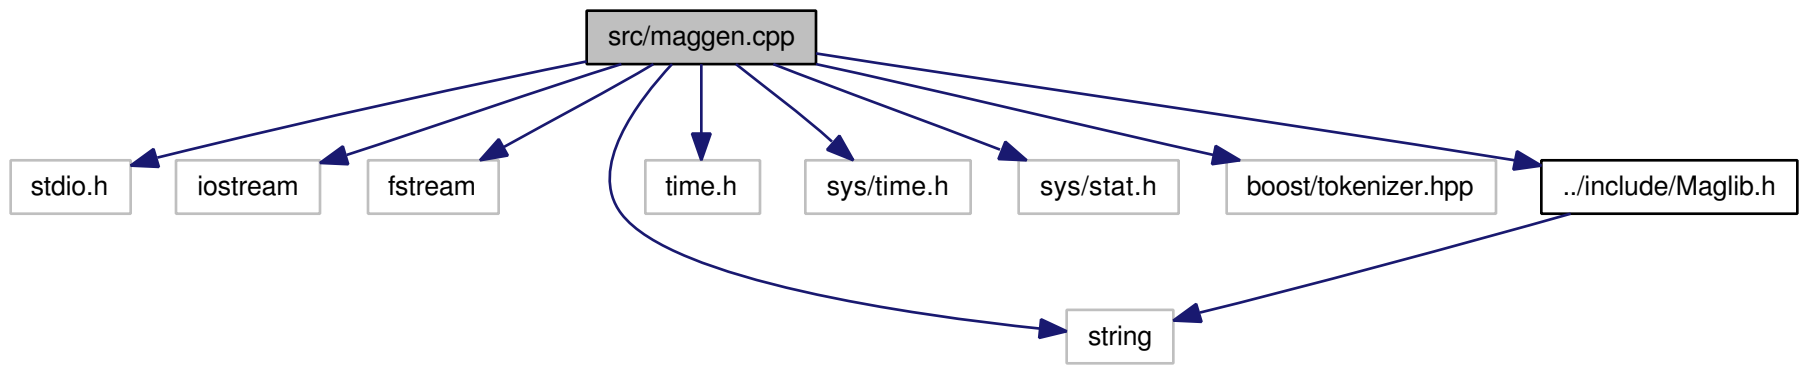 src/maggen.cpp
stdio.h
iostream
fstream
time.h
sys/time.h
sys/stat.h
boost/tokenizer.hpp
../include/Maglib.h
string